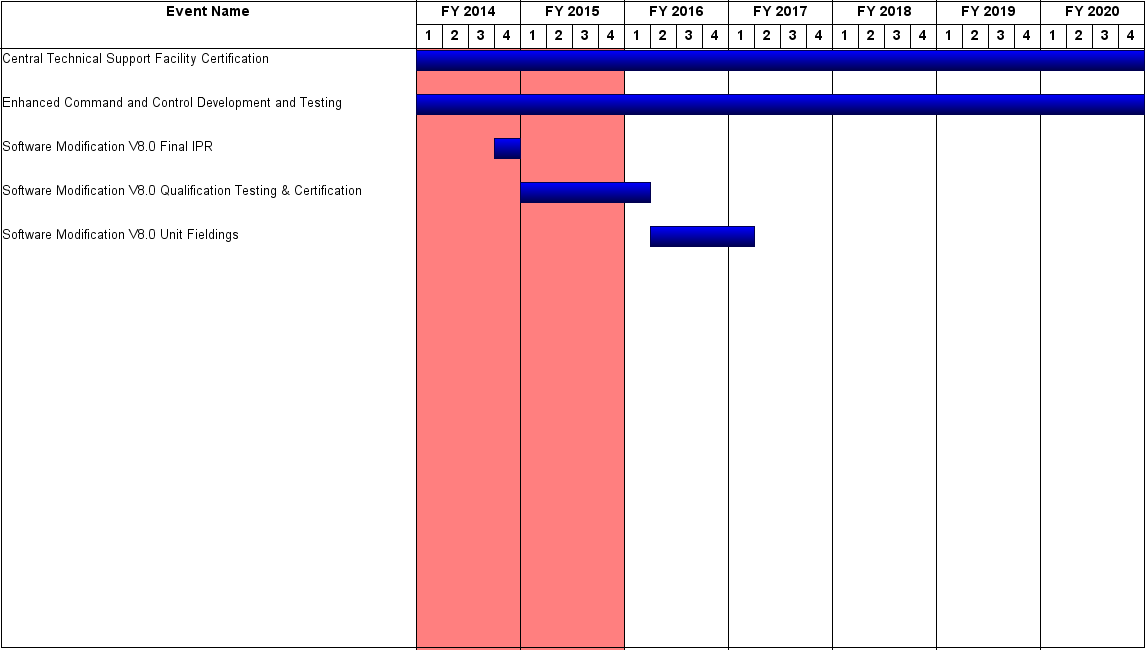 Event Name FY 2014 FY 2015 FY 2016 FY 2017 FY 2018 FY 2019 FY 2020
1 2 3 4 1 2 3 4 1 2 3 4 1 2 3 4 1 2 3 4 1 2 3 4 1 2 3 4
Central Technical Support Facility Certification
Enhanced Command and Control Development and Testing
Software Modification V8.0 Final IPR
Software Modification V8.0 Qualification Testing & Certification
Software Modification V8.0 Unit Fieldings